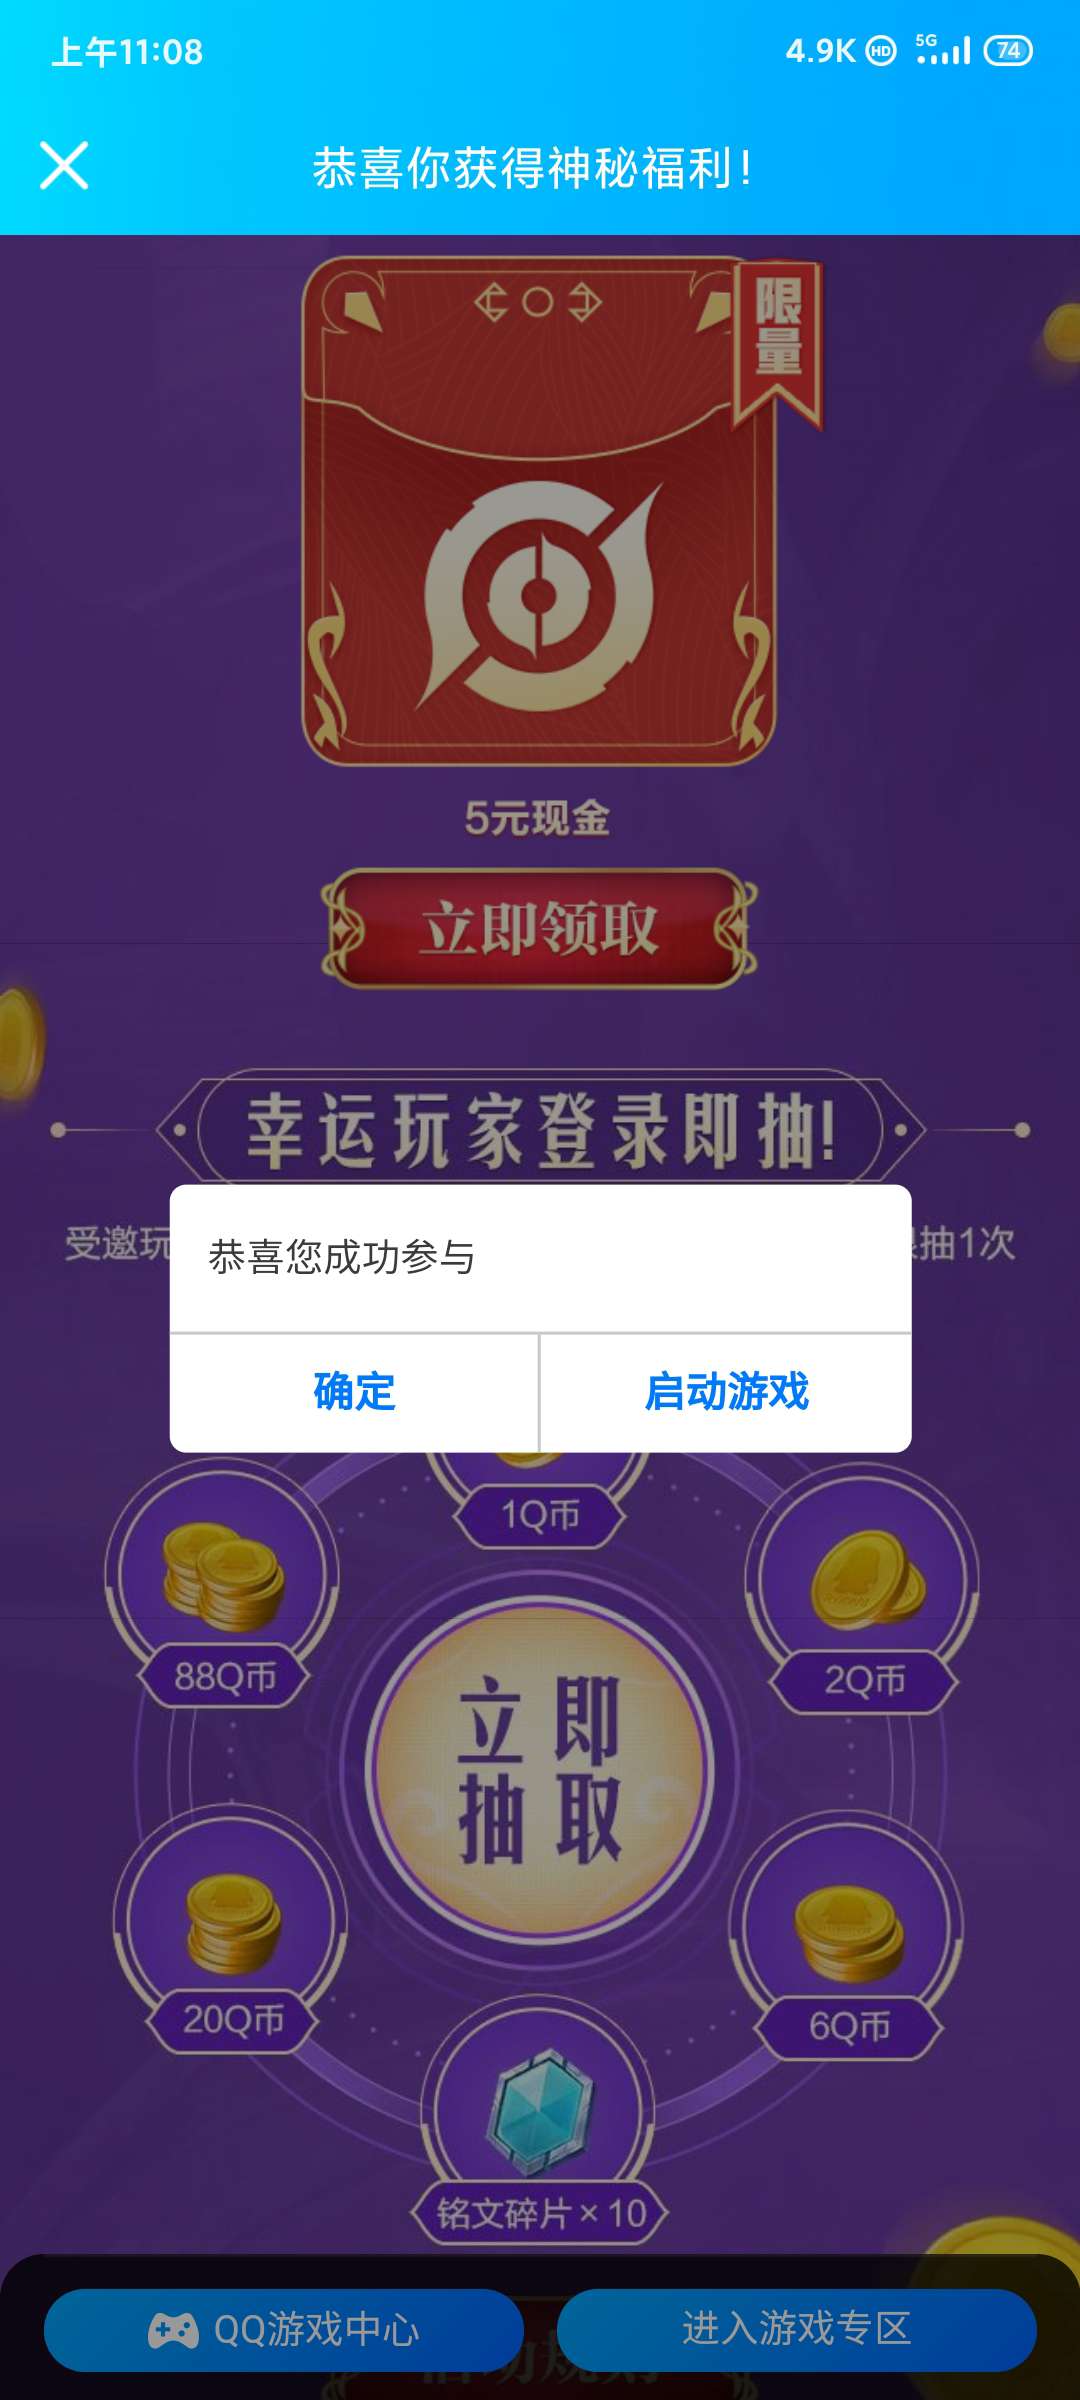 上午11:08
4.9K HD 5G 74
恭喜你获得神秘福利!
限量
5元现金
立即领取
幸运玩家登录即抽!
受邀玩
抽1次
恭喜您成功参与
确定
启动游戏
1Q币
88Q币
2Q币
立即
抽取
20Q币
6Q币
铭文碎片×10
QQ游戏中心
进入游戏专区
活动规则